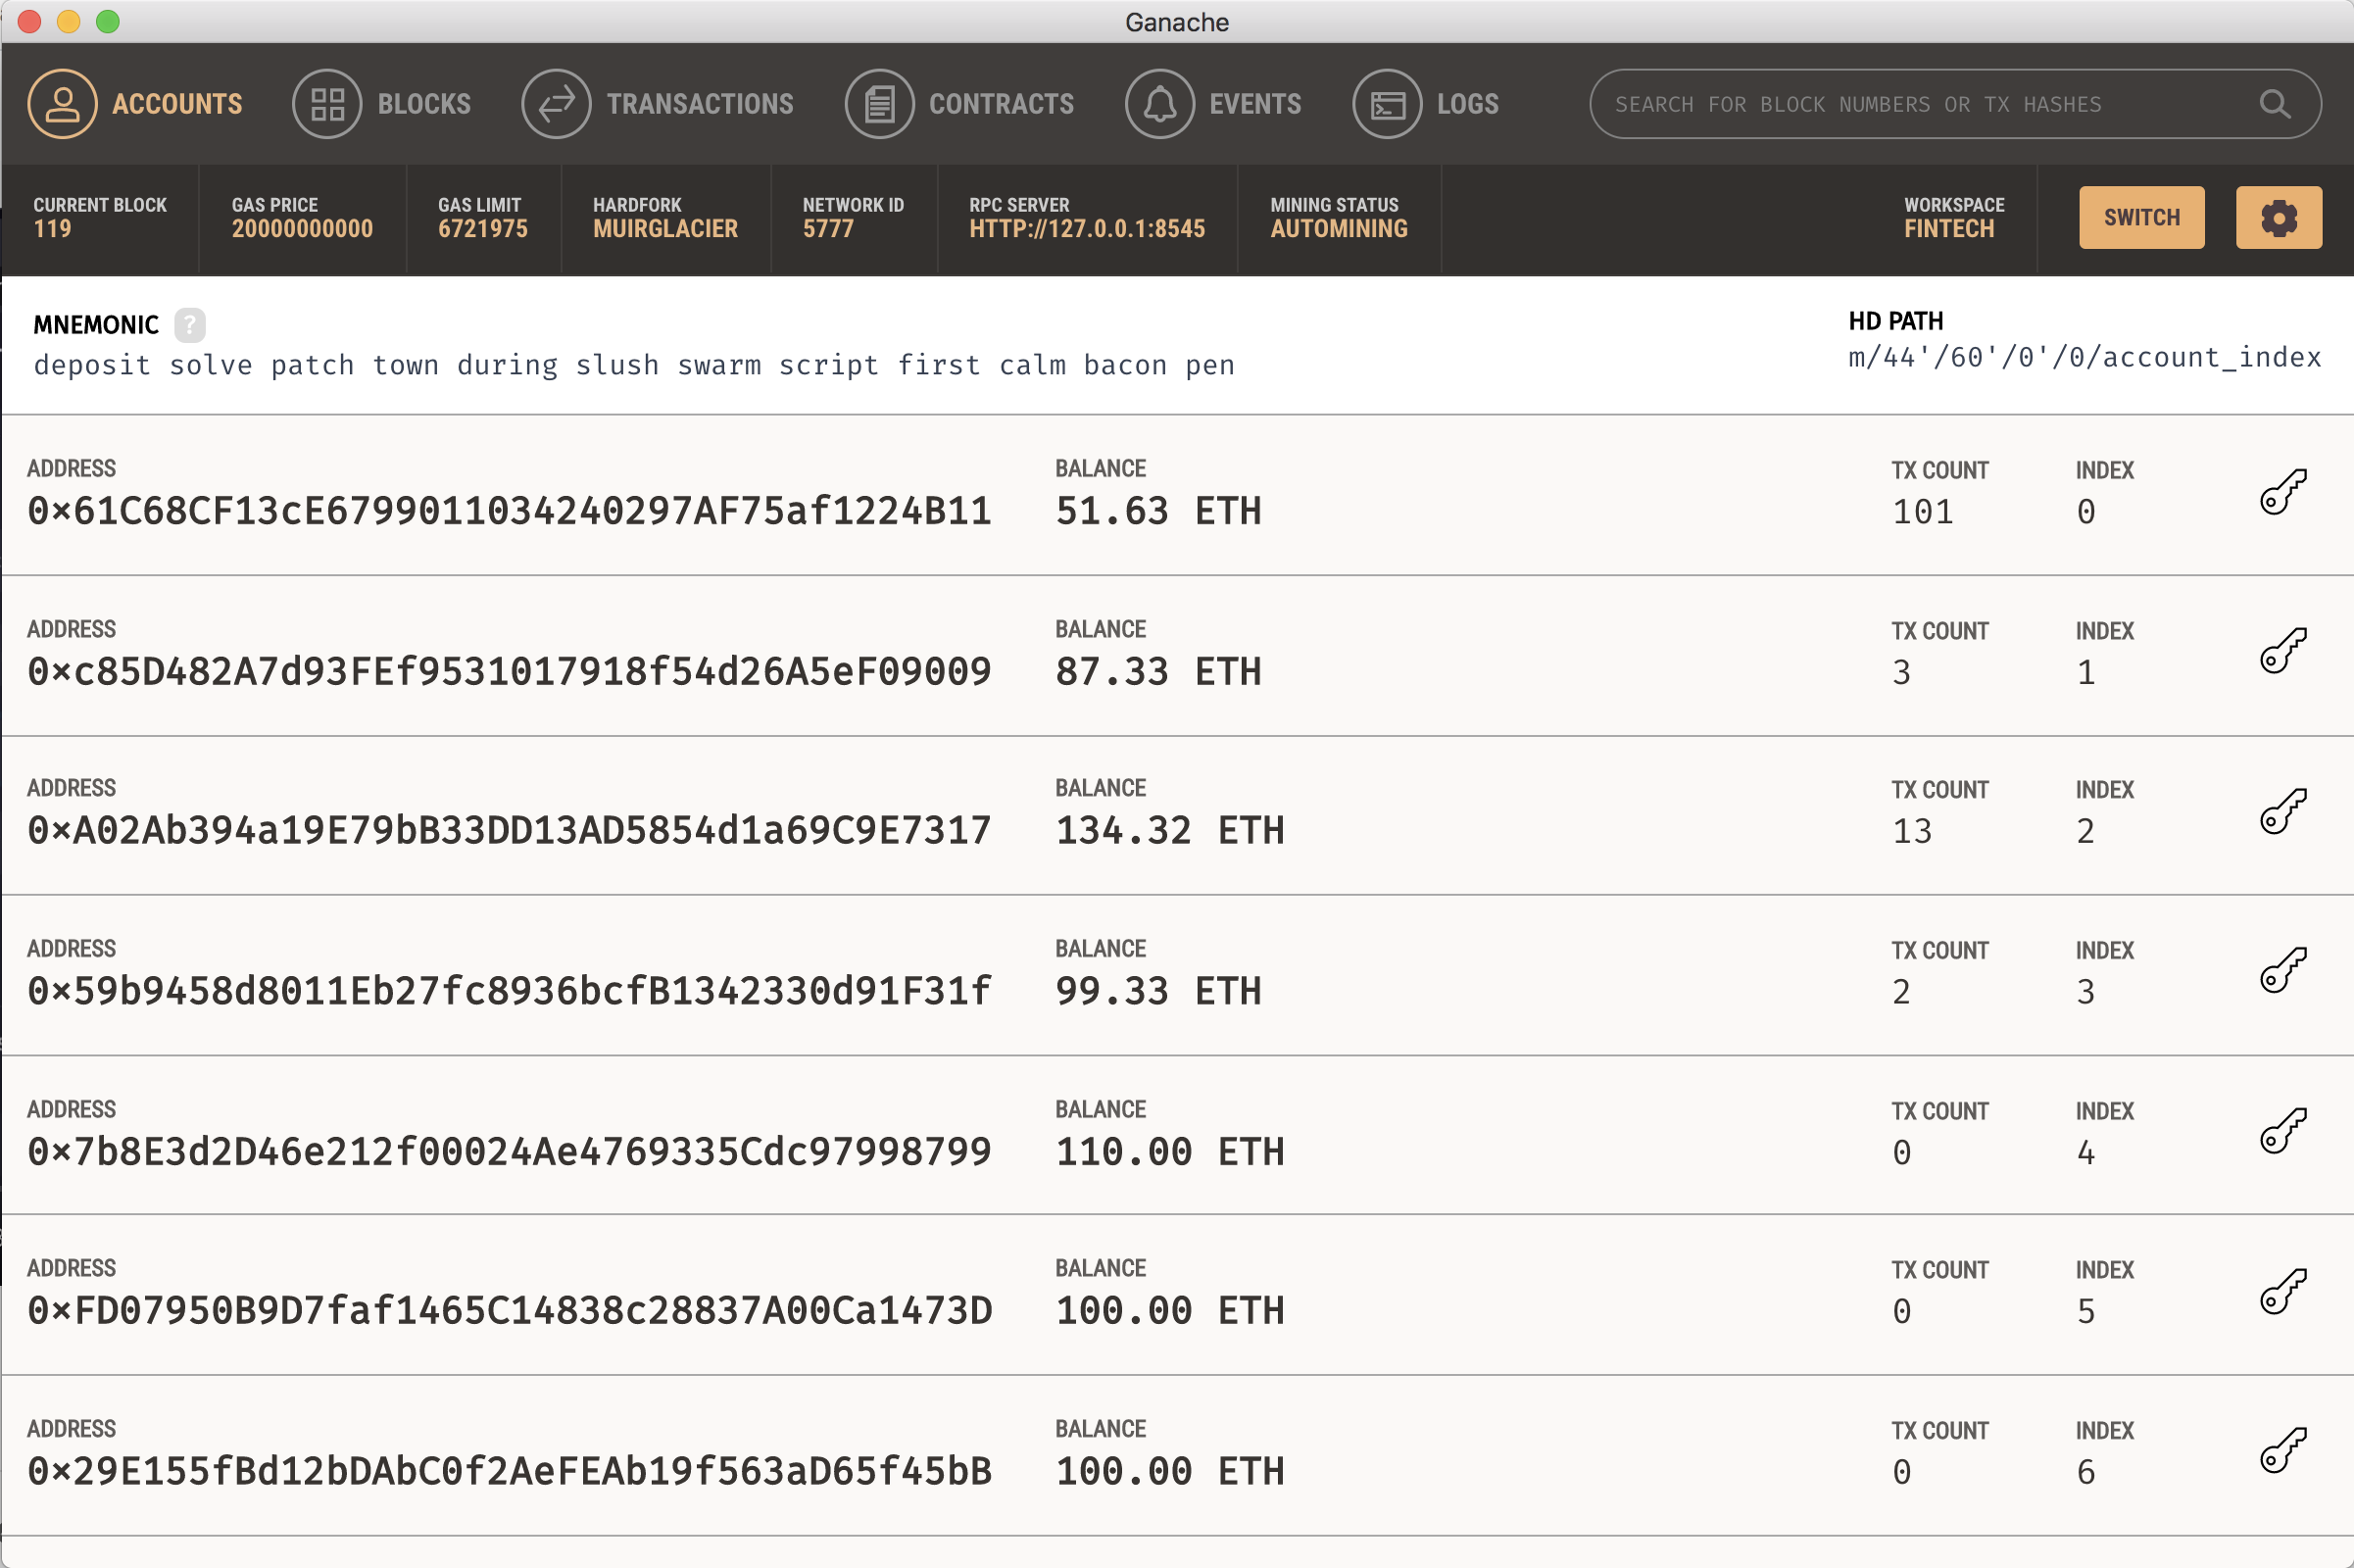 Ganache
ACCOUNTS BLOCKS TRANSACTIONS CONTRACTS EVENTS LOGS SEARCH FOR BLOCK NUMBERS OR TX HASHES
CURRENT BLOCK GAS PRICE GAS LIMIT HARDFORK NETWORK ID RPC SERVER MINING STATUS WORKSPACE
119 20000000000 6721975 MUIRGLACIER 5777 HTTP://127.0.0.1:8545 AUTOMINING FINTECH SWITCH
MNEMONIC ? HD PATH
deposit solve patch town during slush swarm script first calm bacon pen m/44'/60'/0'/0/account_index
ADDRESS BALANCE TX COUNT INDEX
0×61C68CF13cE6799011034240297AF75af1224B11 51.63 ETH 101 0
ADDRESS BALANCE TX COUNT INDEX
0×c85D482A7d93FEf9531017918f54d26A5eF09009 87.33 ETH 3 1
ADDRESS BALANCE TX COUNT INDEX
0×A02Ab394a19E79bB33DD13AD5854d1a69C9E7317 134.32 ETH 13 2
ADDRESS BALANCE TX COUNT INDEX
0×59b9458d8011Eb27fc8936bcfB1342330d91F31f 99.33 ETH 2 3
ADDRESS BALANCE TX COUNT INDEX
0×7b8E3d2D46e212f00024Ae4769335Cdc97998799 110.00 ETH 0 4
ADDRESS BALANCE TX COUNT INDEX
0×FD07950B9D7faf1465C14838c28837A00Ca1473D 100.00 ETH 0 5
ADDRESS BALANCE TX COUNT INDEX
0×29E155fBd12bDAbC0f2AeFEAb19f563aD65f45bB 100.00 ETH 0 6